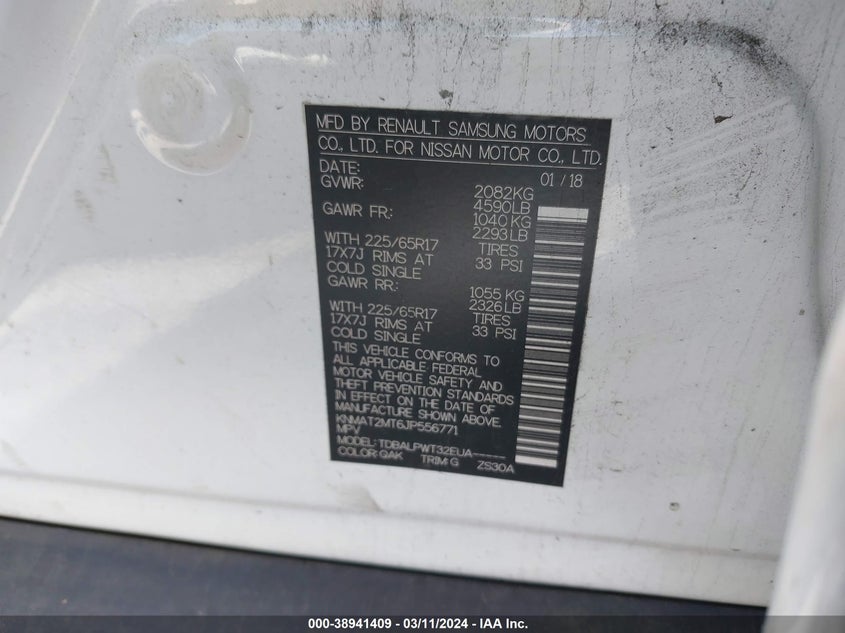 MFD BY RENAULT SAMSUNG MOTORS
CO., LTD. FOR NISSAN MOTOR CO., LTD.
DATE: 01 / 18
GVWR: 2082KG
4590LB
GAWR FR: 1040 KG
2293LB
WITH 225/65R17 TIRES
17X7J RIMS AT 33 PSI
COLD SINGLE
GAWR RR: 1055 KG
2326LB
WITH 225/65R17 TIRES
17X7J RIMS AT 33 PSI
COLD SINGLE
THIS VEHICLE CONFORMS TO
ALL APPLICABLE FEDERAL
MOTOR VEHICLE SAFETY AND
THEFT PREVENTION STANDARDS
IN EFFECT ON THE DATE OF
MANUFACTURE SHOWN ABOVE.
KNMAT2MT6JP556771
MPV
MODEL: TDBALPWT32EUA-----
COLOR: QAK TRIM: G ZS30A
000-38941409 - 03/11/2024 - IAA Inc.